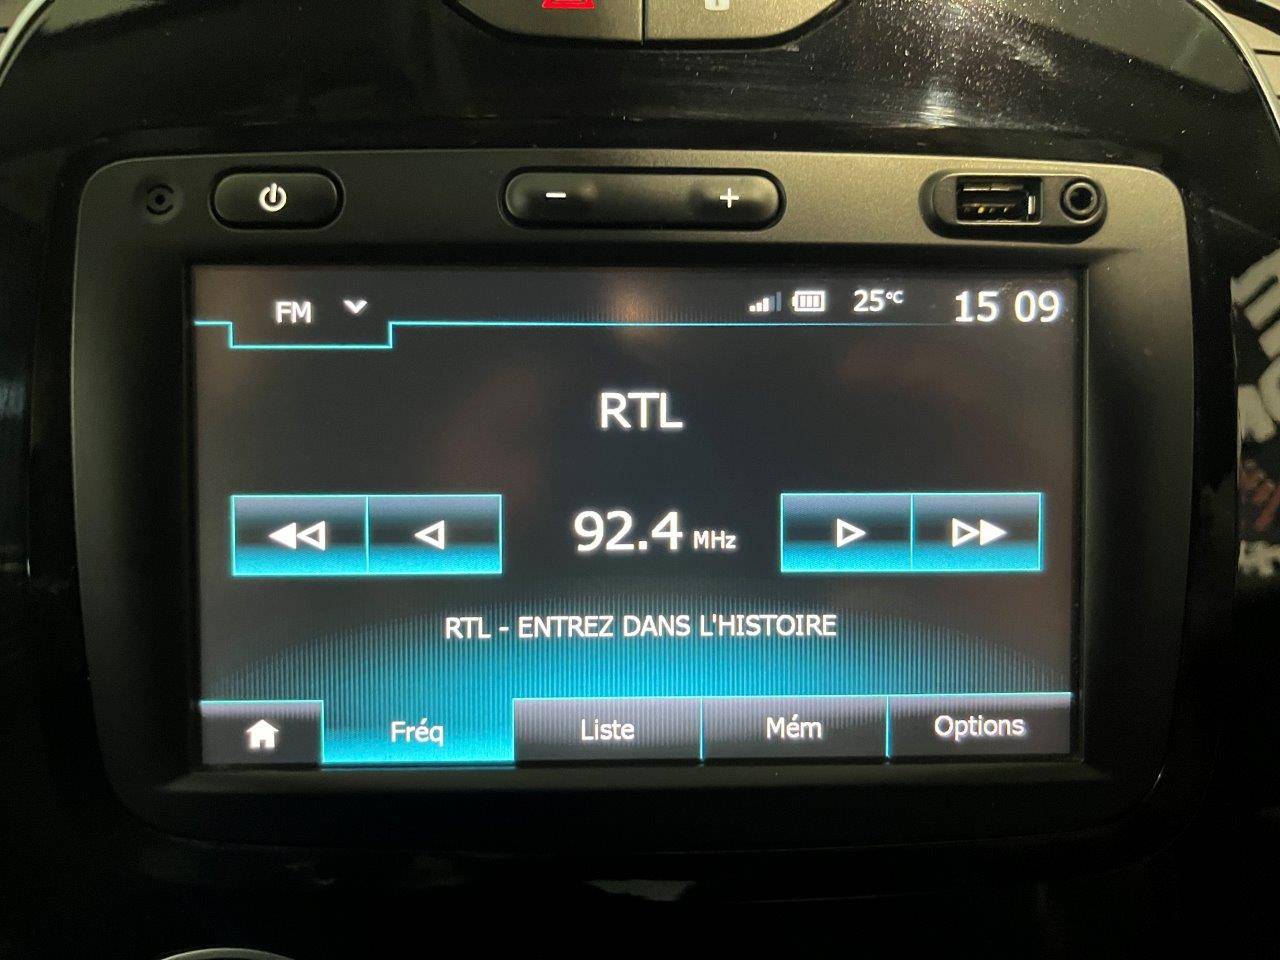 FM 25°C 15 09
RTL
92.4 MHz
RTL - ENTREZ DANS L'HISTOIRE
Fréq Liste Mém Options